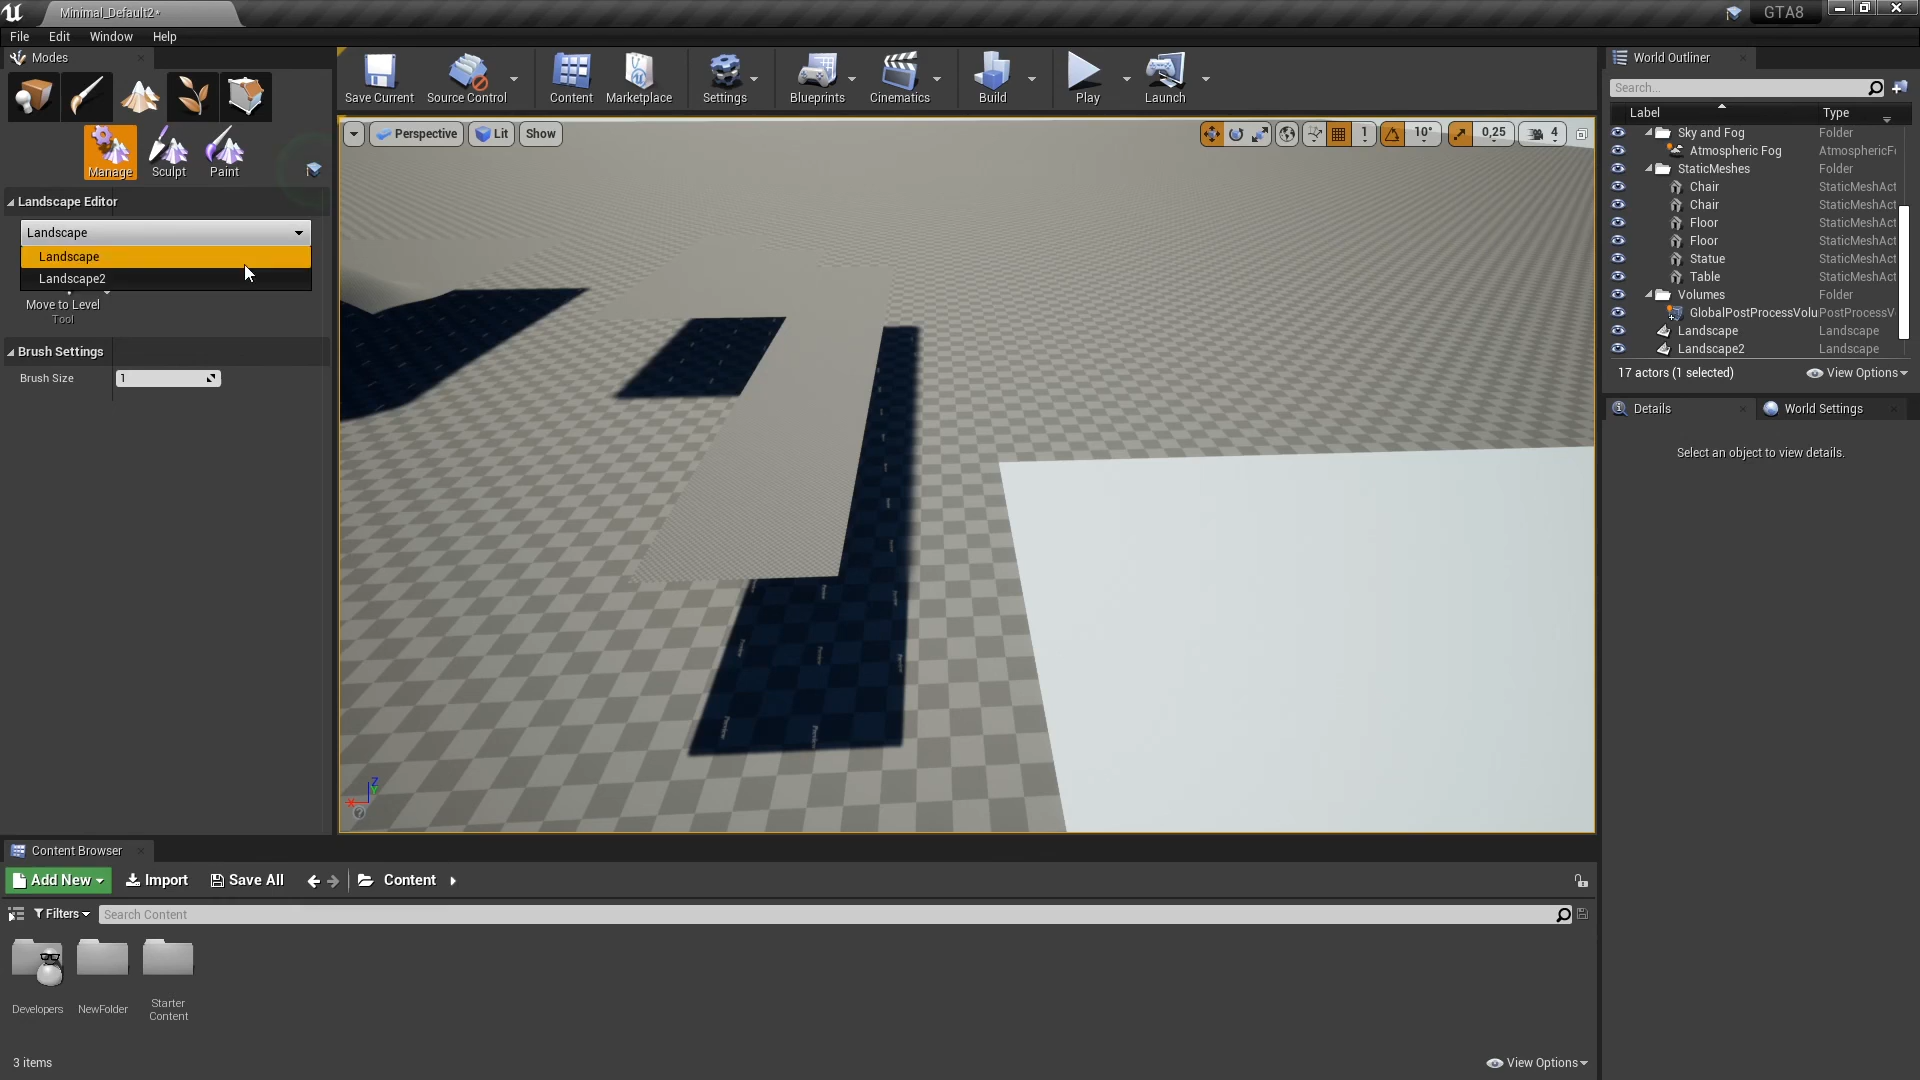 Minimal_Default2*
GTA8
File Edit Window Help
Modes
Manage Sculpt Paint
Landscape Editor
Landscape
Landscape
Landscape2
Move to Level
Tool
Brush Settings
Brush Size 1
Save Current Source Control Content Marketplace Settings Blueprints Cinematics Build Play Launch
Perspective Lit Show
1 10° 0,25 4
World Outliner
Search...
Label Type
Sky and Fog Folder
Atmospheric Fog AtmosphericF
StaticMeshes Folder
Chair StaticMeshAct
Chair StaticMeshAct
Floor StaticMeshAct
Floor StaticMeshAct
Statue StaticMeshAct
Table StaticMeshAct
Volumes Folder
GlobalPostProcessVolu PostProcessV
Landscape Landscape
Landscape2 Landscape
17 actors (1 selected) View Options
Details World Settings
Select an object to view details.
Z
X
Content Browser
Add New Import Save All Content
Filters Search Content
Developers
NewFolder
Starter
Content
3 items View Options